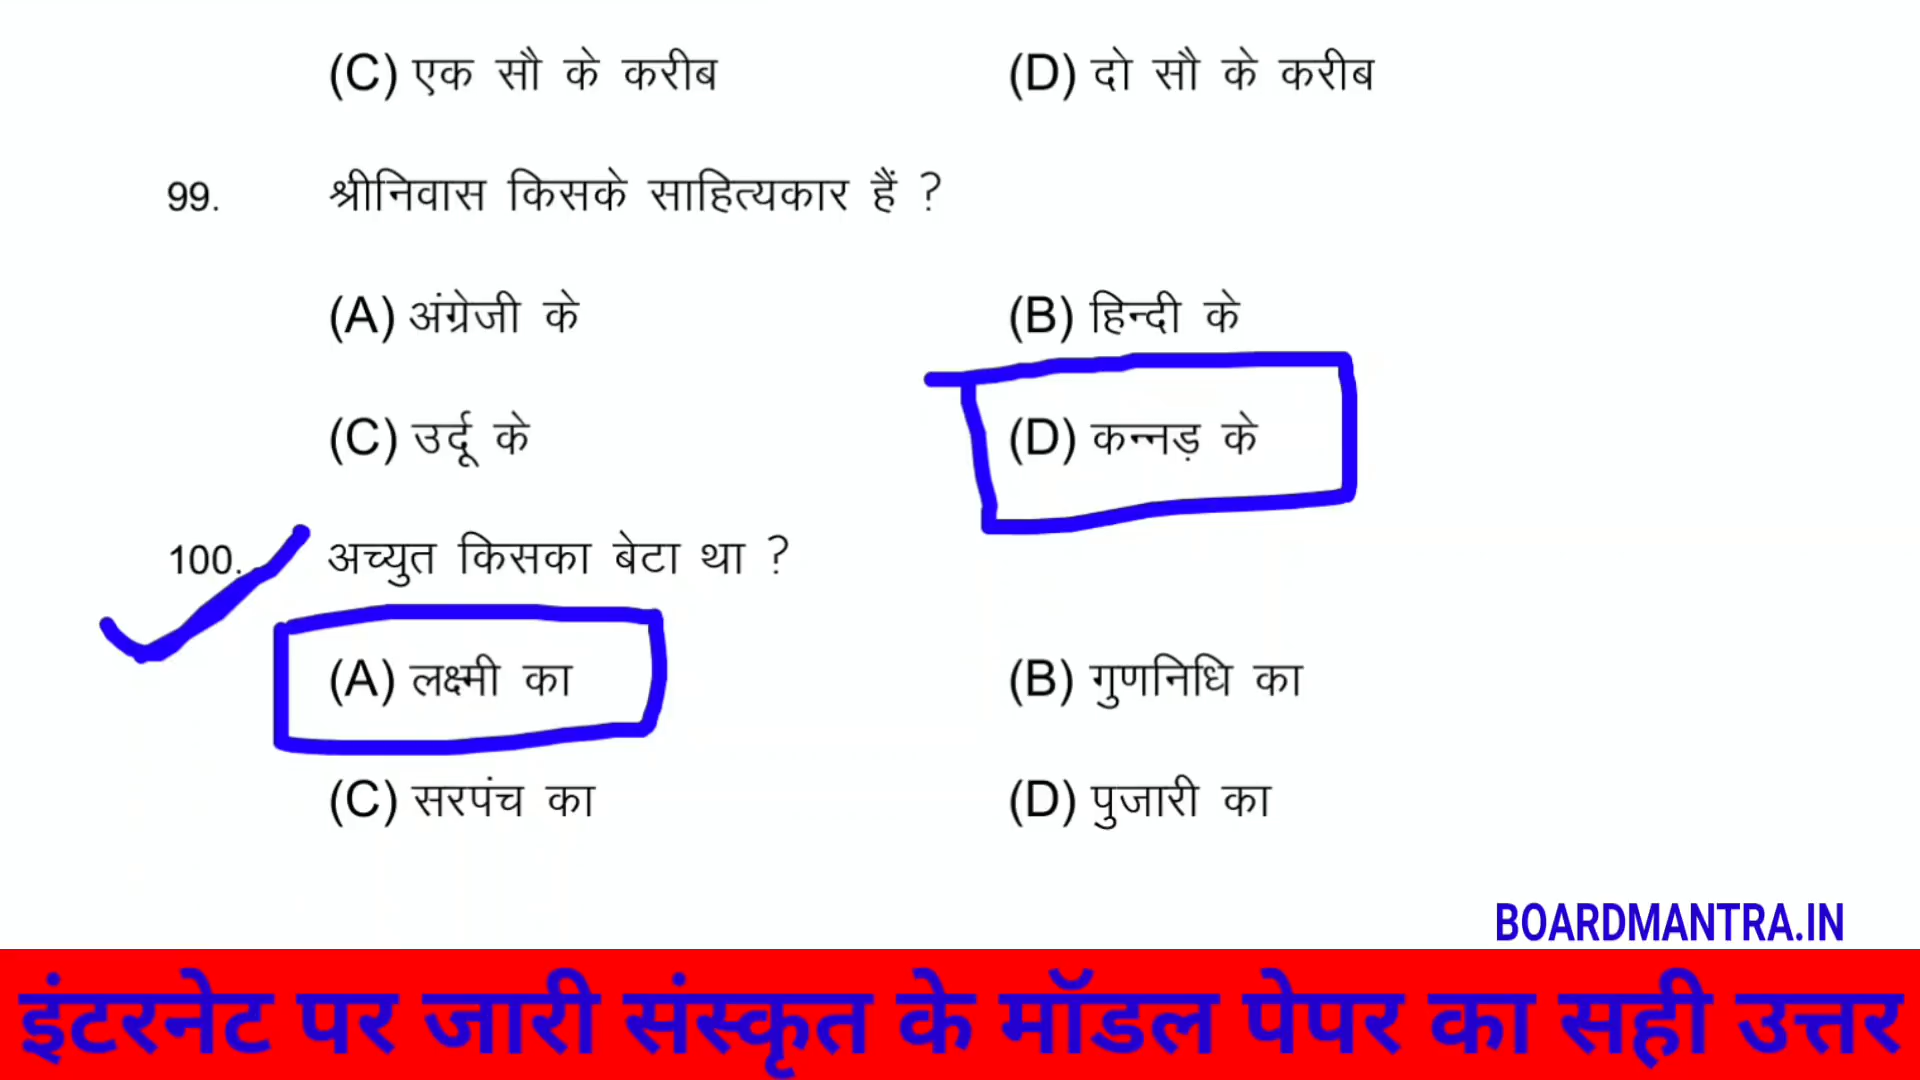 (C) एक सौ के करीब (D) दो सौ के करीब
99. श्रीनिवास किसके साहित्यकार हैं ?
(A) अंग्रेजी के (B) हिन्दी के
(C) उर्दू के (D) कन्नड़ के
100. अच्युत किसका बेटा था ?
(A) लक्ष्मी का (B) गुणनिधि का
(C) सरपंच का (D) पुजारी का
BOARDMANTRA.IN
इंटरनेट पर जारी संस्कृत के मॉडल पेपर का सही उत्तर